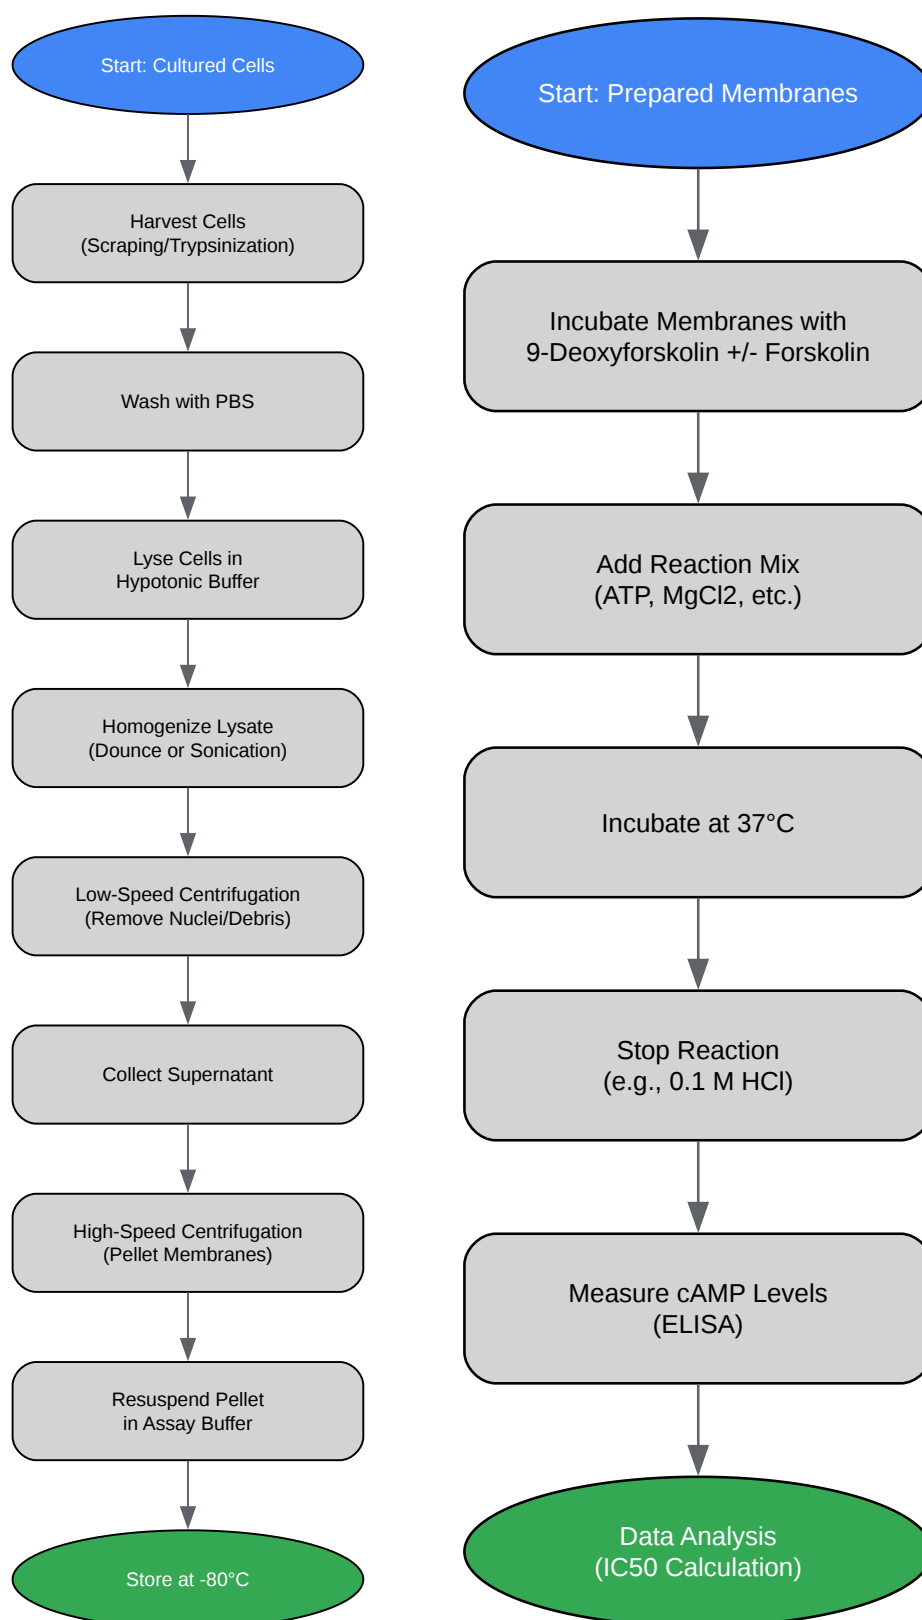 Start: Cultured Cells
Harvest Cells
(Scraping/Trypsinization)
Wash with PBS
Lyse Cells in
Hypotonic Buffer
Homogenize Lysate
(Dounce or Sonication)
Low-Speed Centrifugation
(Remove Nuclei/Debris)
Collect Supernatant
High-Speed Centrifugation
(Pellet Membranes)
Resuspend Pellet
in Assay Buffer
Store at -80°C
Start: Prepared Membranes
Incubate Membranes with
9-Deoxyforskolin +/- Forskolin
Add Reaction Mix
(ATP, MgCl2, etc.)
Incubate at 37°C
Stop Reaction
(e.g., 0.1 M HCl)
Measure cAMP Levels
(ELISA)
Data Analysis
(IC50 Calculation)